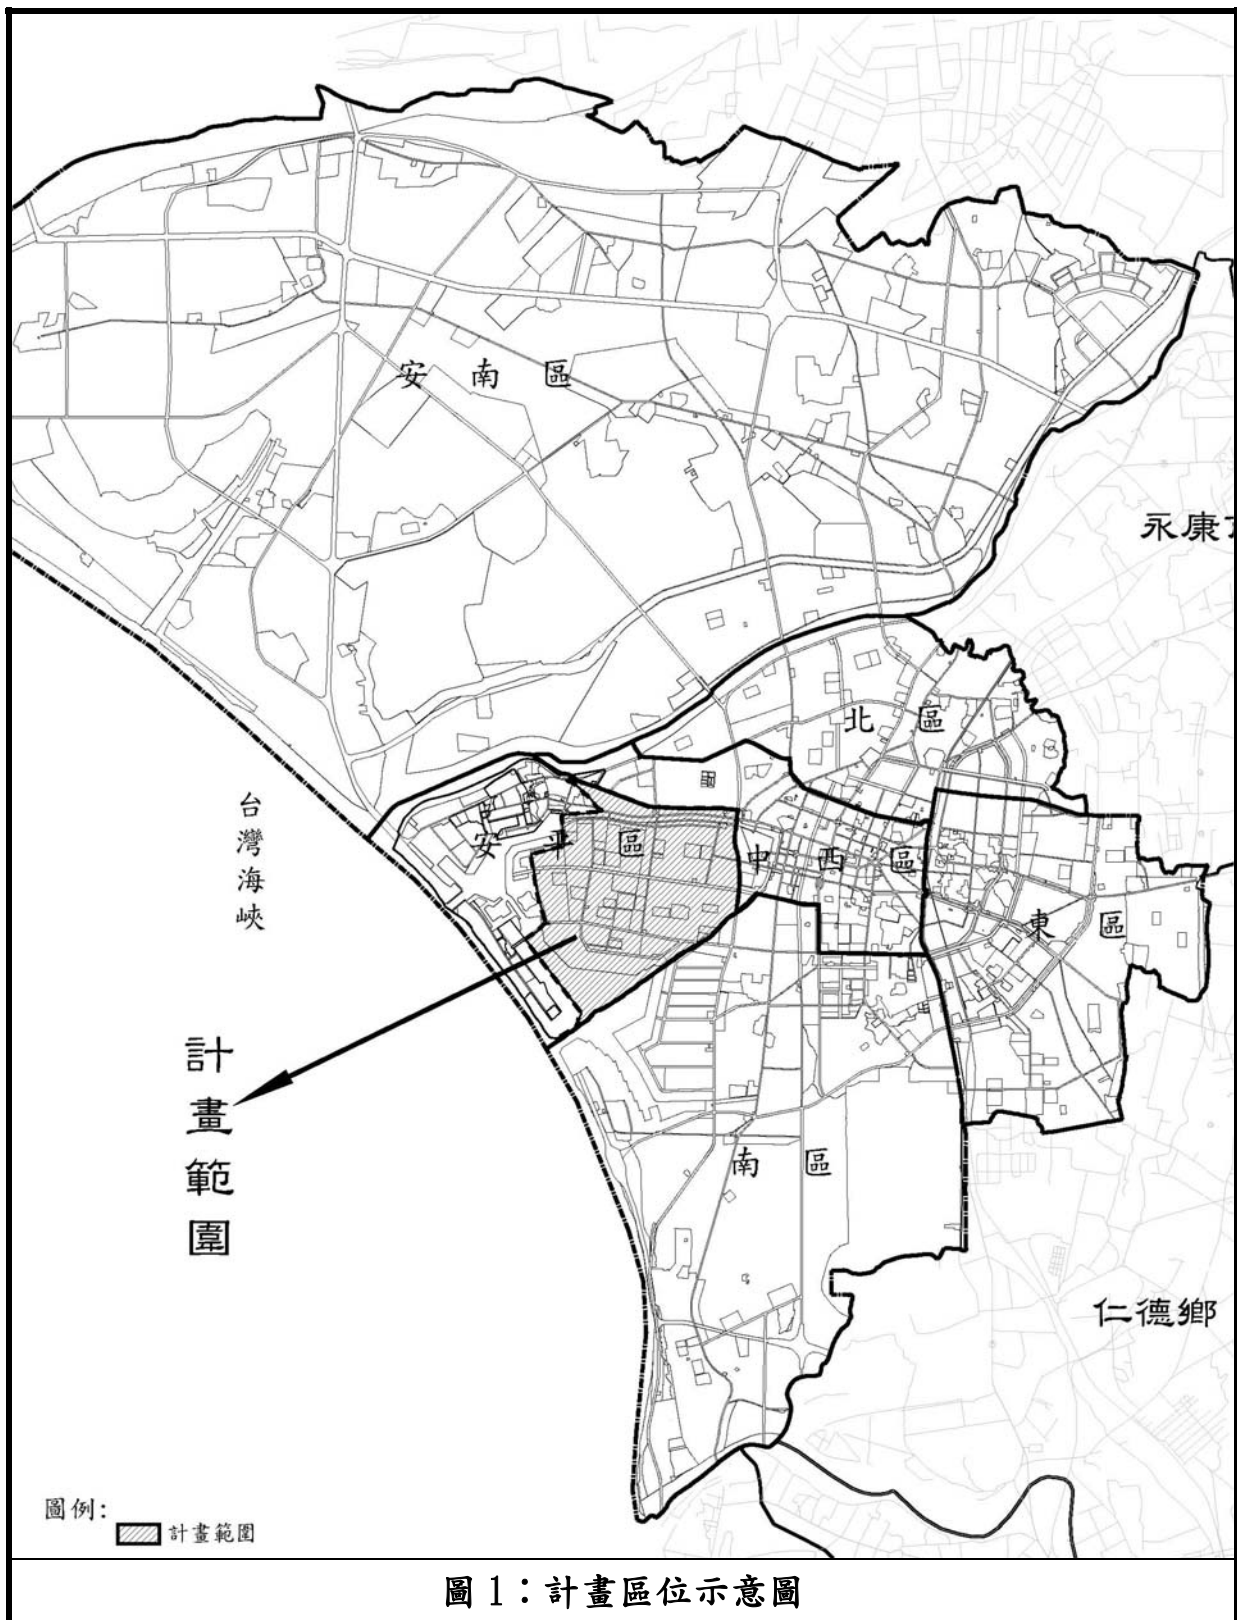 安南區
永康
北區
台灣海峽
安平區
中西區
東區
計畫範圍
南區
仁德鄉
圖例：
計畫範圍
圖 1：計畫區位示意圖